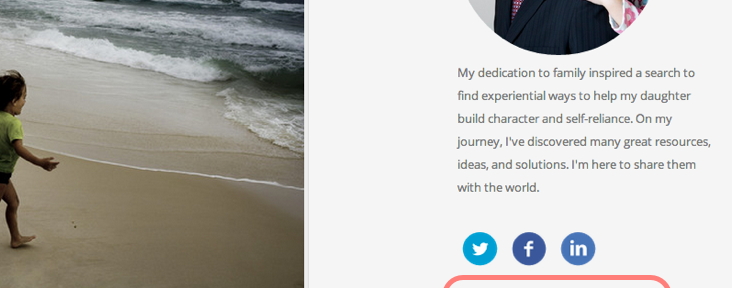 My dedication to family inspired a search to
find experiential ways to help my daughter
build character and self-reliance. On my
journey, I've discovered many great resources,
ideas, and solutions. I'm here to share them
with the world.